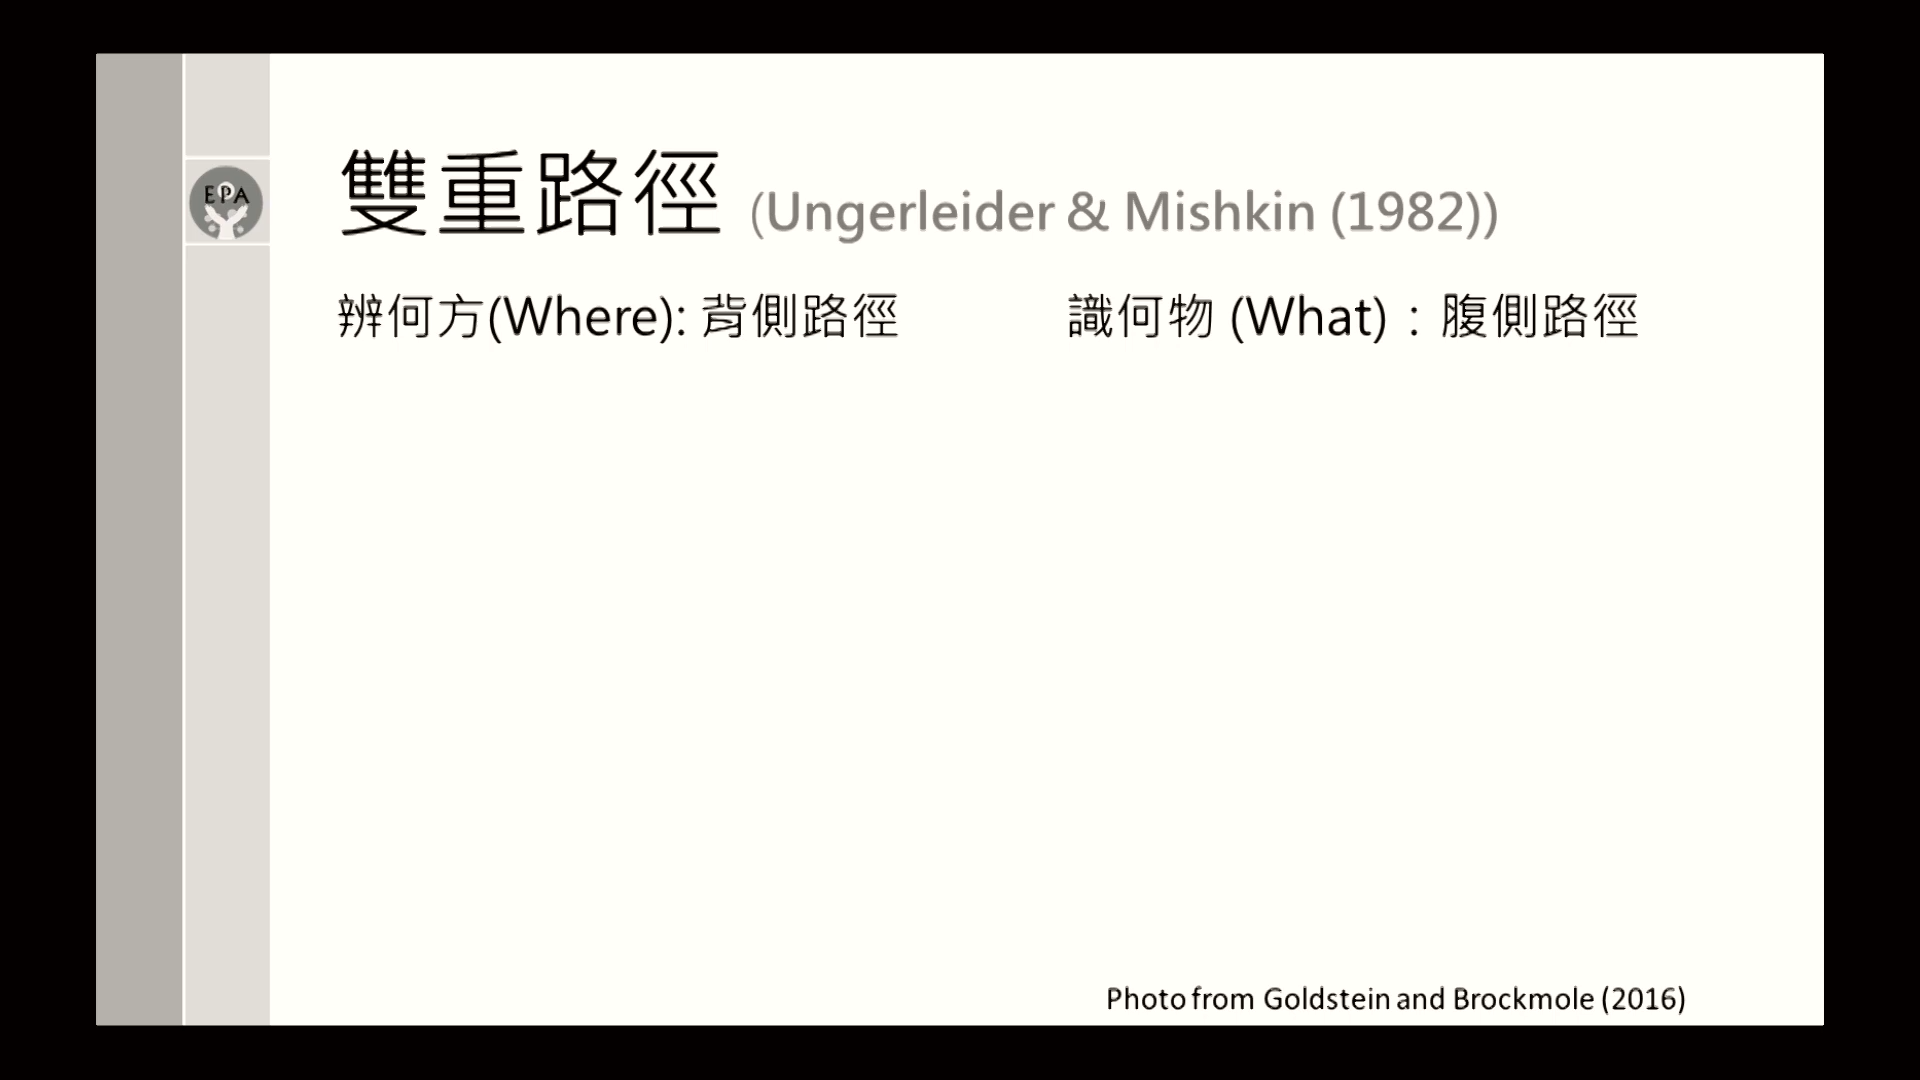 EPA
雙重路徑 (Ungerleider & Mishkin (1982))
辨何方(Where): 背側路徑
識何物 (What)：腹側路徑
Photo from Goldstein and Brockmole (2016)